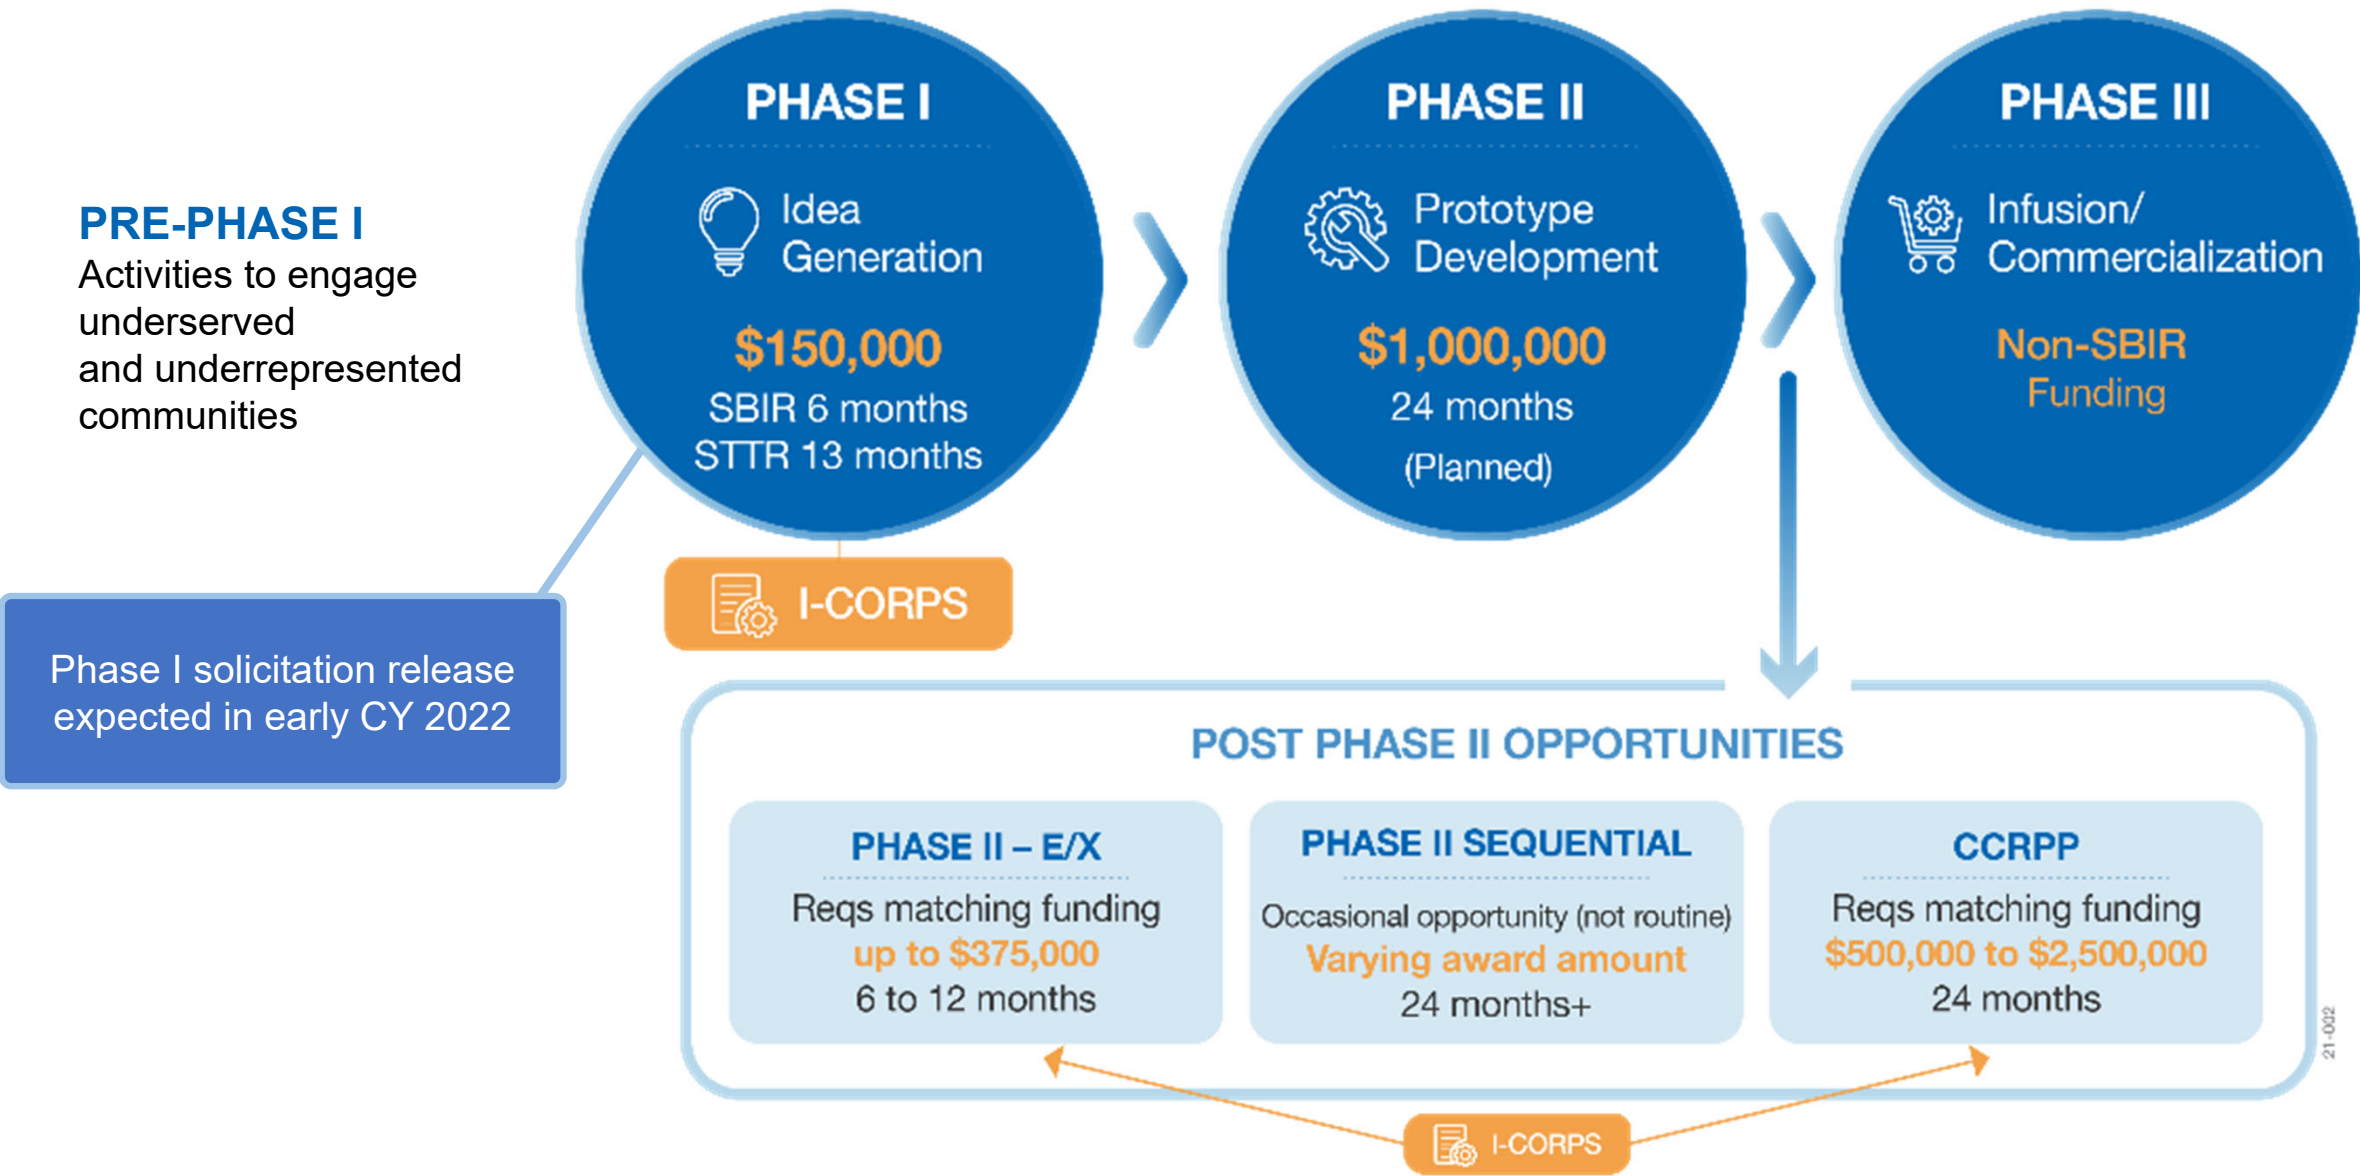 PRE-PHASE I
Activities to engage
underserved
and underrepresented
communities
Phase I solicitation release
expected in early CY 2022
PHASE I
Idea
Generation
$150,000
SBIR 6 months
STTR 13 months
I-CORPS
PHASE II
Prototype
Development
$1,000,000
24 months
(Planned)
PHASE III
Infusion/
Commercialization
Non-SBIR
Funding
POST PHASE II OPPORTUNITIES
PHASE II – E/X
Reqs matching funding
up to $375,000
6 to 12 months
PHASE II SEQUENTIAL
Occasional opportunity (not routine)
Varying award amount
24 months+
CCRPP
Reqs matching funding
$500,000 to $2,500,000
24 months
I-CORPS
21-002